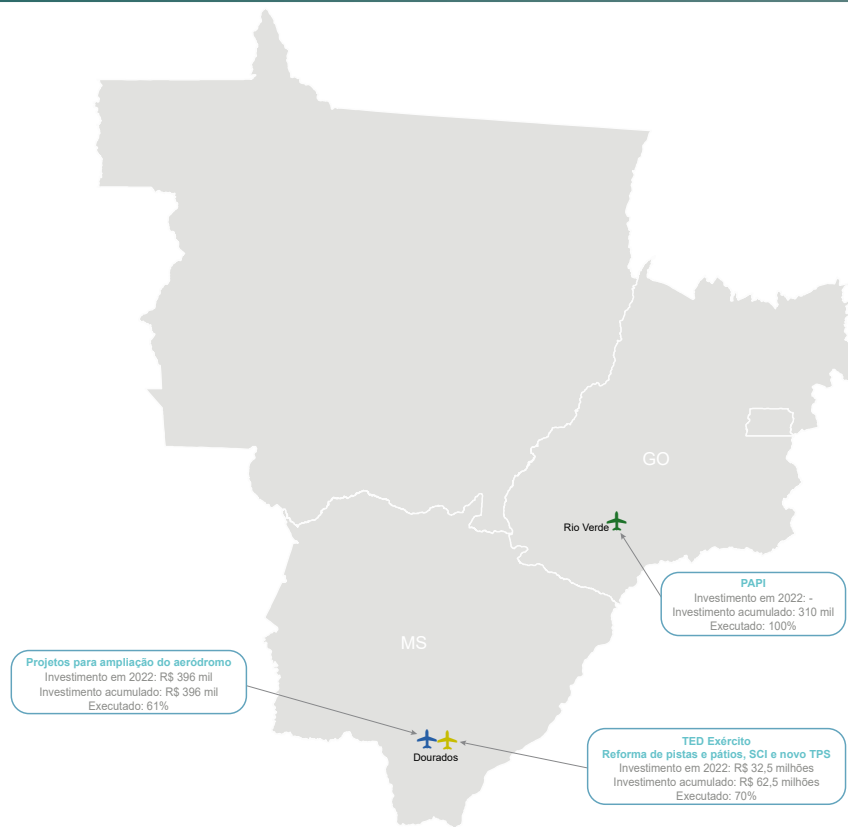 GO
Rio Verde
PAPI
Investimento em 2022: -
Investimento acumulado: 310 mil
Executado: 100%
MS
Projetos para ampliação do aeródromo
Investimento em 2022: R$ 396 mil
Investimento acumulado: R$ 396 mil
Executado: 61%
Dourados
TED Exército
Reforma de pistas e pátios, SCI e novo TPS
Investimento em 2022: R$ 32,5 milhões
Investimento acumulado: R$ 62,5 milhões
Executado: 70%